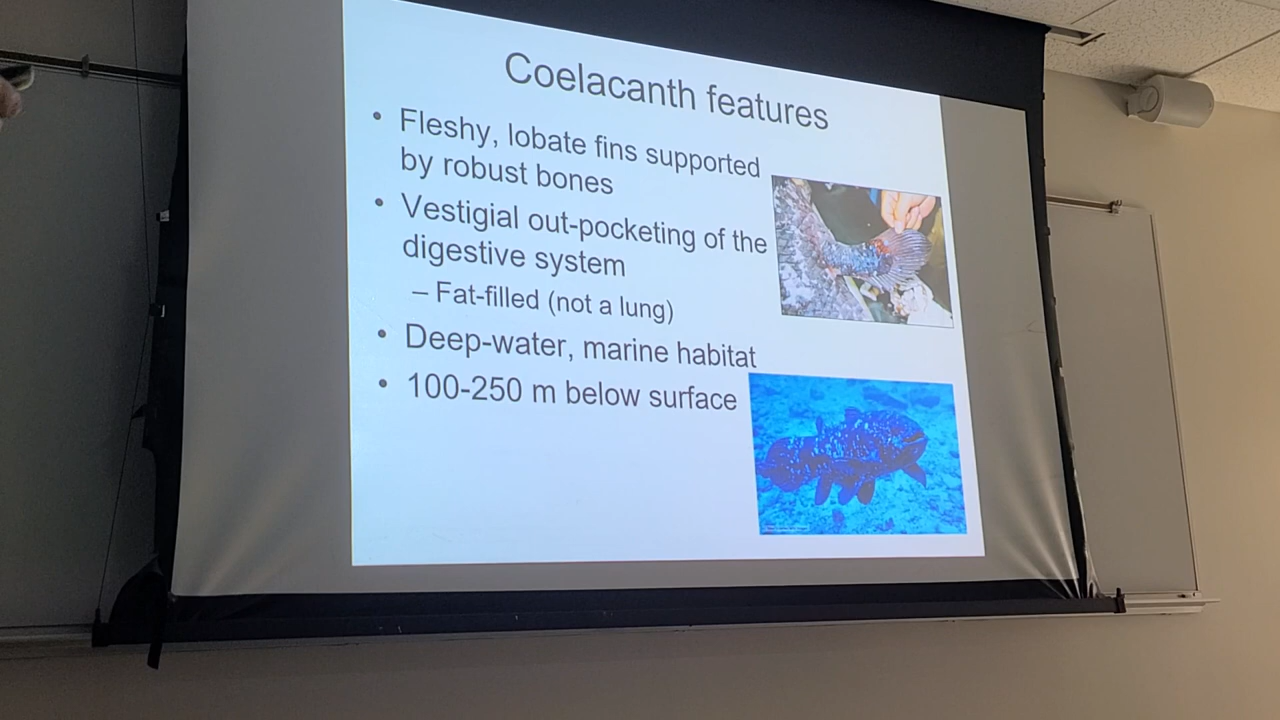 Coelacanth features
• Fleshy, lobate fins supported
by robust bones
• Vestigial out-pocketing of the
digestive system
– Fat-filled (not a lung)
• Deep-water, marine habitat
• 100-250 m below surface